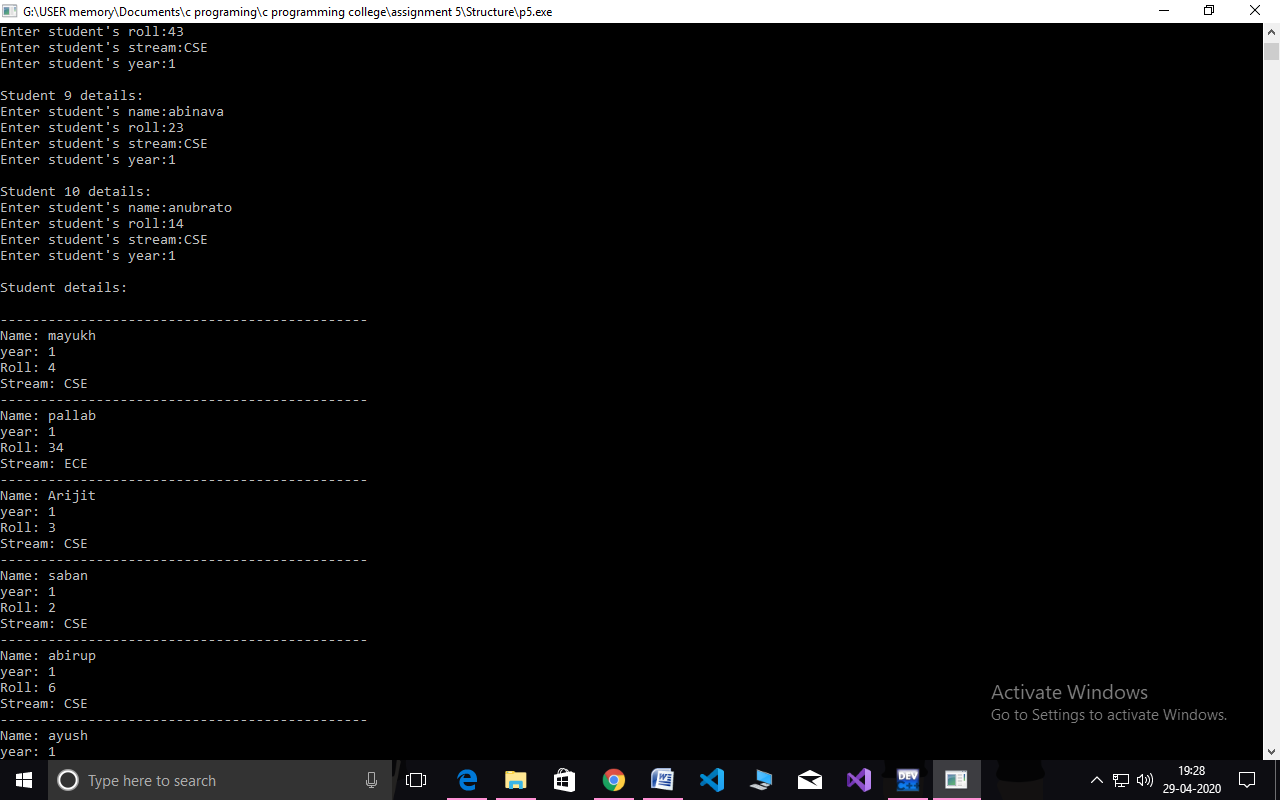 G:\USER memory\Documents\c programing\c programming college\assignment 5\Structure\p5.exe
Enter student's roll:43
Enter student's stream:CSE
Enter student's year:1
Student 9 details:
Enter student's name:abinava
Enter student's roll:23
Enter student's stream:CSE
Enter student's year:1
Student 10 details:
Enter student's name:anubrato
Enter student's roll:14
Enter student's stream:CSE
Enter student's year:1
Student details:
----------------------------------------------
Name: mayukh
year: 1
Roll: 4
Stream: CSE
----------------------------------------------
Name: pallab
year: 1
Roll: 34
Stream: ECE
----------------------------------------------
Name: Arijit
year: 1
Roll: 3
Stream: CSE
----------------------------------------------
Name: saban
year: 1
Roll: 2
Stream: CSE
----------------------------------------------
Name: abirup
year: 1
Roll: 6
Stream: CSE
----------------------------------------------
Name: ayush
year: 1
Activate Windows
Go to Settings to activate Windows.
Type here to search
DEV
19:28
29-04-2020